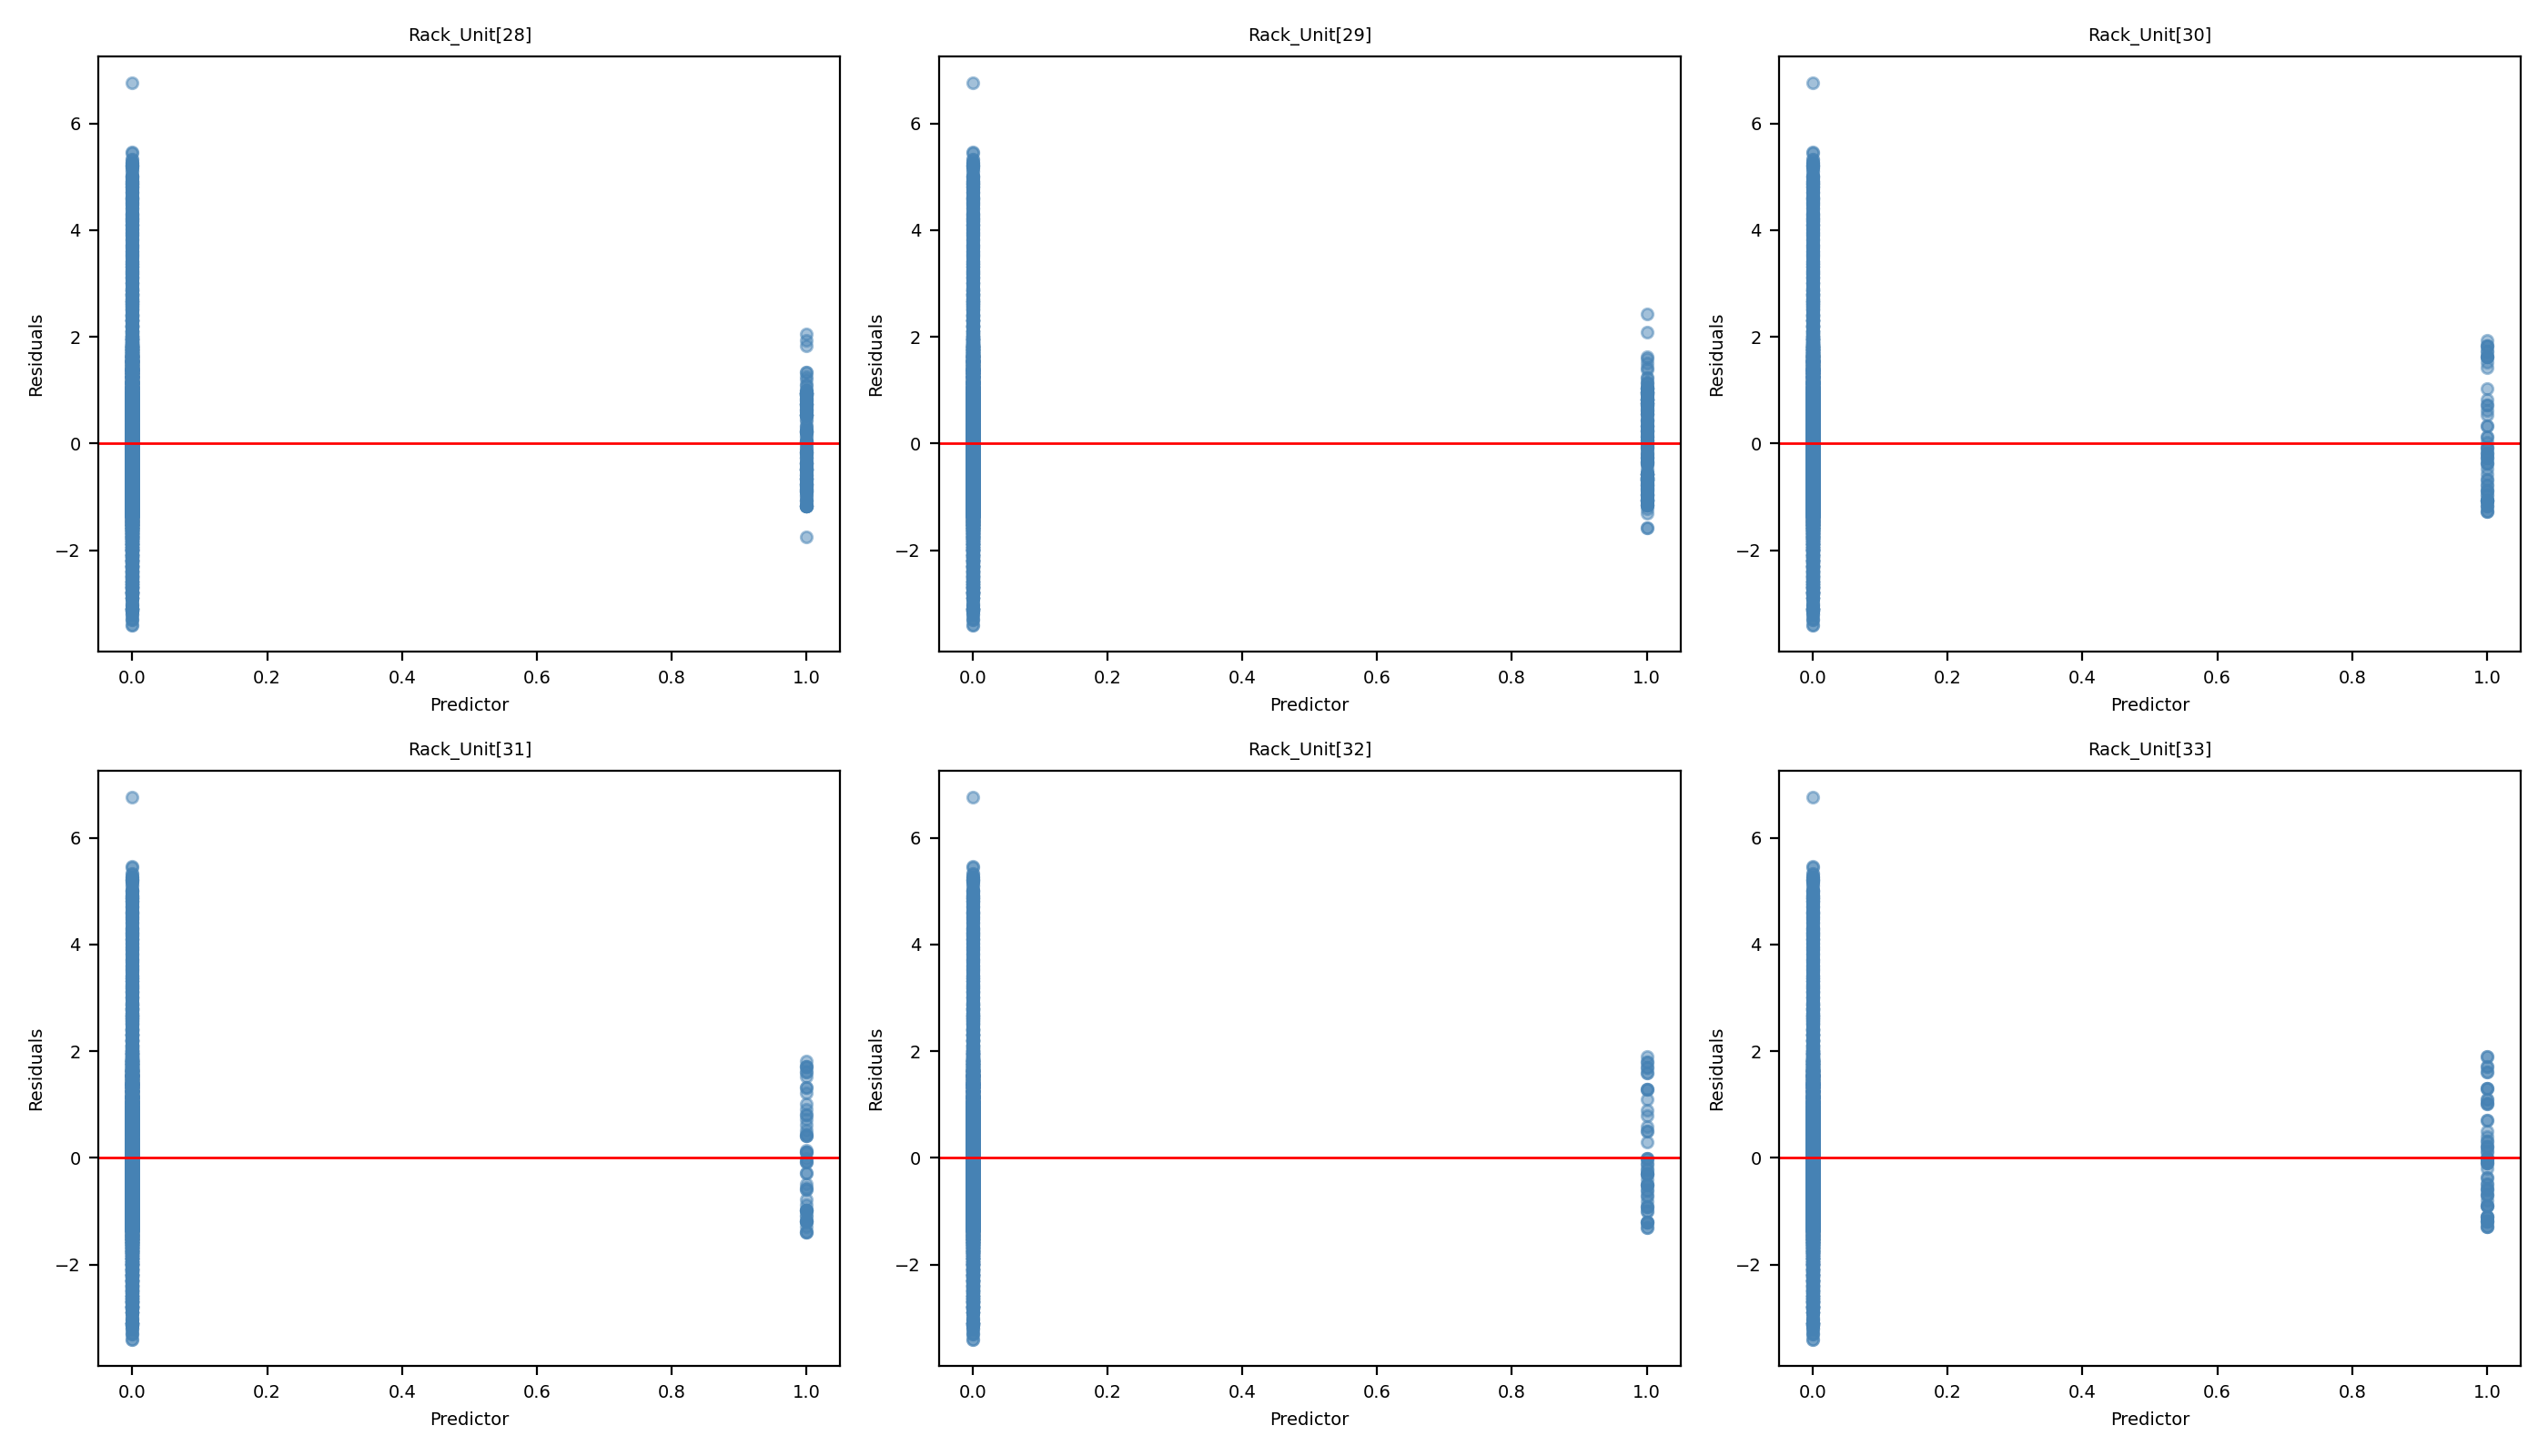 Rack_Unit[28]
Residuals
6
4
2
0
−2
0.0 0.2 0.4 0.6 0.8 1.0
Predictor
Rack_Unit[29]
Residuals
6
4
2
0
−2
0.0 0.2 0.4 0.6 0.8 1.0
Predictor
Rack_Unit[30]
Residuals
6
4
2
0
−2
0.0 0.2 0.4 0.6 0.8 1.0
Predictor
Rack_Unit[31]
Residuals
6
4
2
0
−2
0.0 0.2 0.4 0.6 0.8 1.0
Predictor
Rack_Unit[32]
Residuals
6
4
2
0
−2
0.0 0.2 0.4 0.6 0.8 1.0
Predictor
Rack_Unit[33]
Residuals
6
4
2
0
−2
0.0 0.2 0.4 0.6 0.8 1.0
Predictor